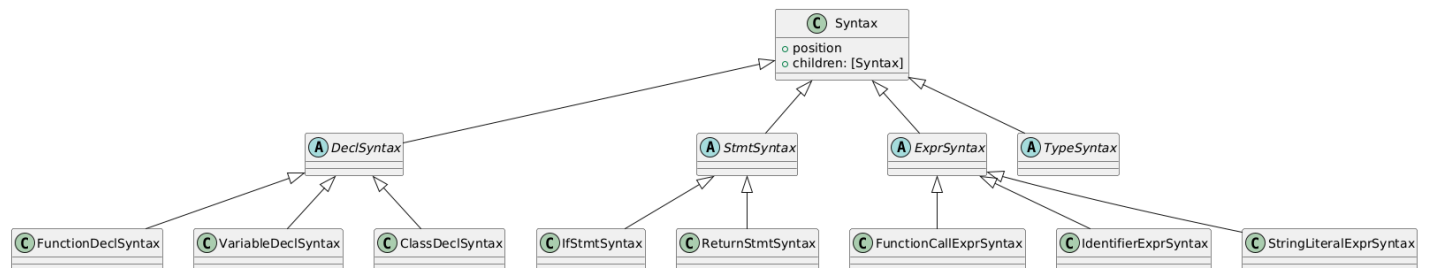 C Syntax
position
children: [Syntax]
A DeclSyntax
A StmtSyntax
A ExprSyntax
A TypeSyntax
C FunctionDeclSyntax
C VariableDeclSyntax
C ClassDeclSyntax
C IfStmtSyntax
C ReturnStmtSyntax
C FunctionCallExprSyntax
C IdentifierExprSyntax
C StringLiteralExprSyntax